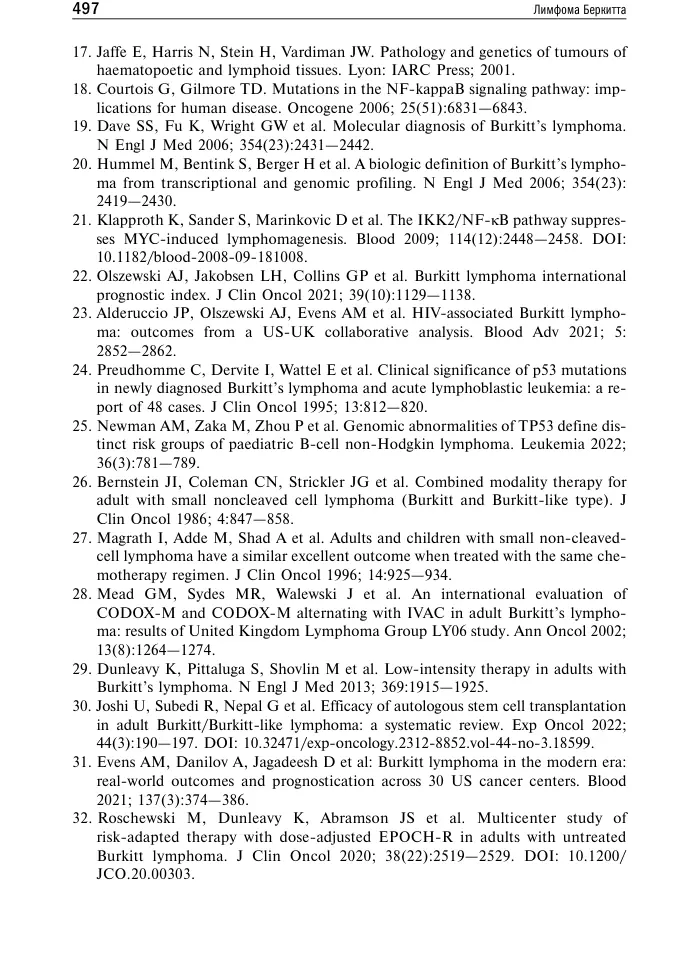 497
Лимфома Беркитта
17. Jaffe E, Harris N, Stein H, Vardiman JW. Pathology and genetics of tumours of
haematopoetic and lymphoid tissues. Lyon: IARC Press; 2001.
18. Courtois G, Gilmore TD. Mutations in the NF-kappaB signaling pathway: imp-
lications for human disease. Oncogene 2006; 25(51):6831—6843.
19. Dave SS, Fu K, Wright GW et al. Molecular diagnosis of Burkitt’s lymphoma.
N Engl J Med 2006; 354(23):2431—2442.
20. Hummel M, Bentink S, Berger H et al. A biologic definition of Burkitt’s lympho-
ma from transcriptional and genomic profiling. N Engl J Med 2006; 354(23):
2419—2430.
21. Klapproth K, Sander S, Marinkovic D et al. The IKK2/NF-κB pathway suppres-
ses MYC-induced lymphomagenesis. Blood 2009; 114(12):2448—2458. DOI:
10.1182/blood-2008-09-181008.
22. Olszewski AJ, Jakobsen LH, Collins GP et al. Burkitt lymphoma international
prognostic index. J Clin Oncol 2021; 39(10):1129—1138.
23. Alderuccio JP, Olszewski AJ, Evens AM et al. HIV-associated Burkitt lympho-
ma: outcomes from a US-UK collaborative analysis. Blood Adv 2021; 5:
2852—2862.
24. Preudhomme C, Dervite I, Wattel E et al. Clinical significance of p53 mutations
in newly diagnosed Burkitt’s lymphoma and acute lymphoblastic leukemia: a re-
port of 48 cases. J Clin Oncol 1995; 13:812—820.
25. Newman AM, Zaka M, Zhou P et al. Genomic abnormalities of TP53 define dis-
tinct risk groups of paediatric B-cell non-Hodgkin lymphoma. Leukemia 2022;
36(3):781—789.
26. Bernstein JI, Coleman CN, Strickler JG et al. Combined modality therapy for
adult with small noncleaved cell lymphoma (Burkitt and Burkitt-like type). J
Clin Oncol 1986; 4:847—858.
27. Magrath I, Adde M, Shad A et al. Adults and children with small non-cleaved-
cell lymphoma have a similar excellent outcome when treated with the same che-
motherapy regimen. J Clin Oncol 1996; 14:925—934.
28. Mead GM, Sydes MR, Walewski J et al. An international evaluation of
CODOX-M and CODOX-M alternating with IVAC in adult Burkitt’s lympho-
ma: results of United Kingdom Lymphoma Group LY06 study. Ann Oncol 2002;
13(8):1264—1274.
29. Dunleavy K, Pittaluga S, Shovlin M et al. Low-intensity therapy in adults with
Burkitt’s lymphoma. N Engl J Med 2013; 369:1915—1925.
30. Joshi U, Subedi R, Nepal G et al. Efficacy of autologous stem cell transplantation
in adult Burkitt/Burkitt-like lymphoma: a systematic review. Exp Oncol 2022;
44(3):190—197. DOI: 10.32471/exp-oncology.2312-8852.vol-44-no-3.18599.
31. Evens AM, Danilov A, Jagadeesh D et al: Burkitt lymphoma in the modern era:
real-world outcomes and prognostication across 30 US cancer centers. Blood
2021; 137(3):374—386.
32. Roschewski M, Dunleavy K, Abramson JS et al. Multicenter study of
risk-adapted therapy with dose-adjusted EPOCH-R in adults with untreated
Burkitt lymphoma. J Clin Oncol 2020; 38(22):2519—2529. DOI: 10.1200/
JCO.20.00303.